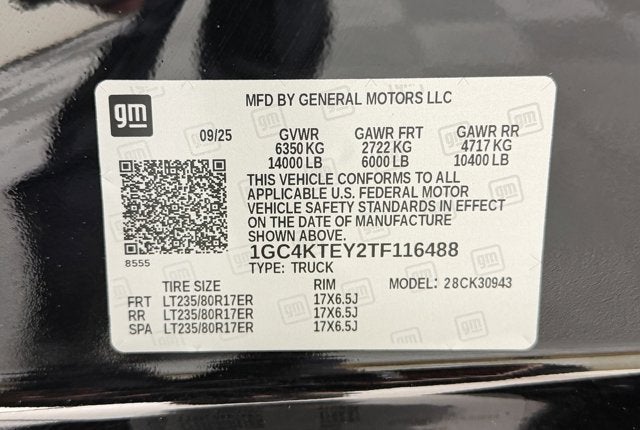 gm
MFD BY GENERAL MOTORS LLC
09/25 GVWR GAWR FRT GAWR RR
6350 KG 2722 KG 4717 KG
14000 LB 6000 LB 10400 LB
THIS VEHICLE CONFORMS TO ALL
APPLICABLE U.S. FEDERAL MOTOR
VEHICLE SAFETY STANDARDS IN EFFECT
ON THE DATE OF MANUFACTURE
SHOWN ABOVE.
8555
1GC4KTEY2TF116488
TYPE: TRUCK
TIRE SIZE RIM MODEL: 28CK30943
FRT LT235/80R17ER 17X6.5J
RR LT235/80R17ER 17X6.5J
SPA LT235/80R17ER 17X6.5J